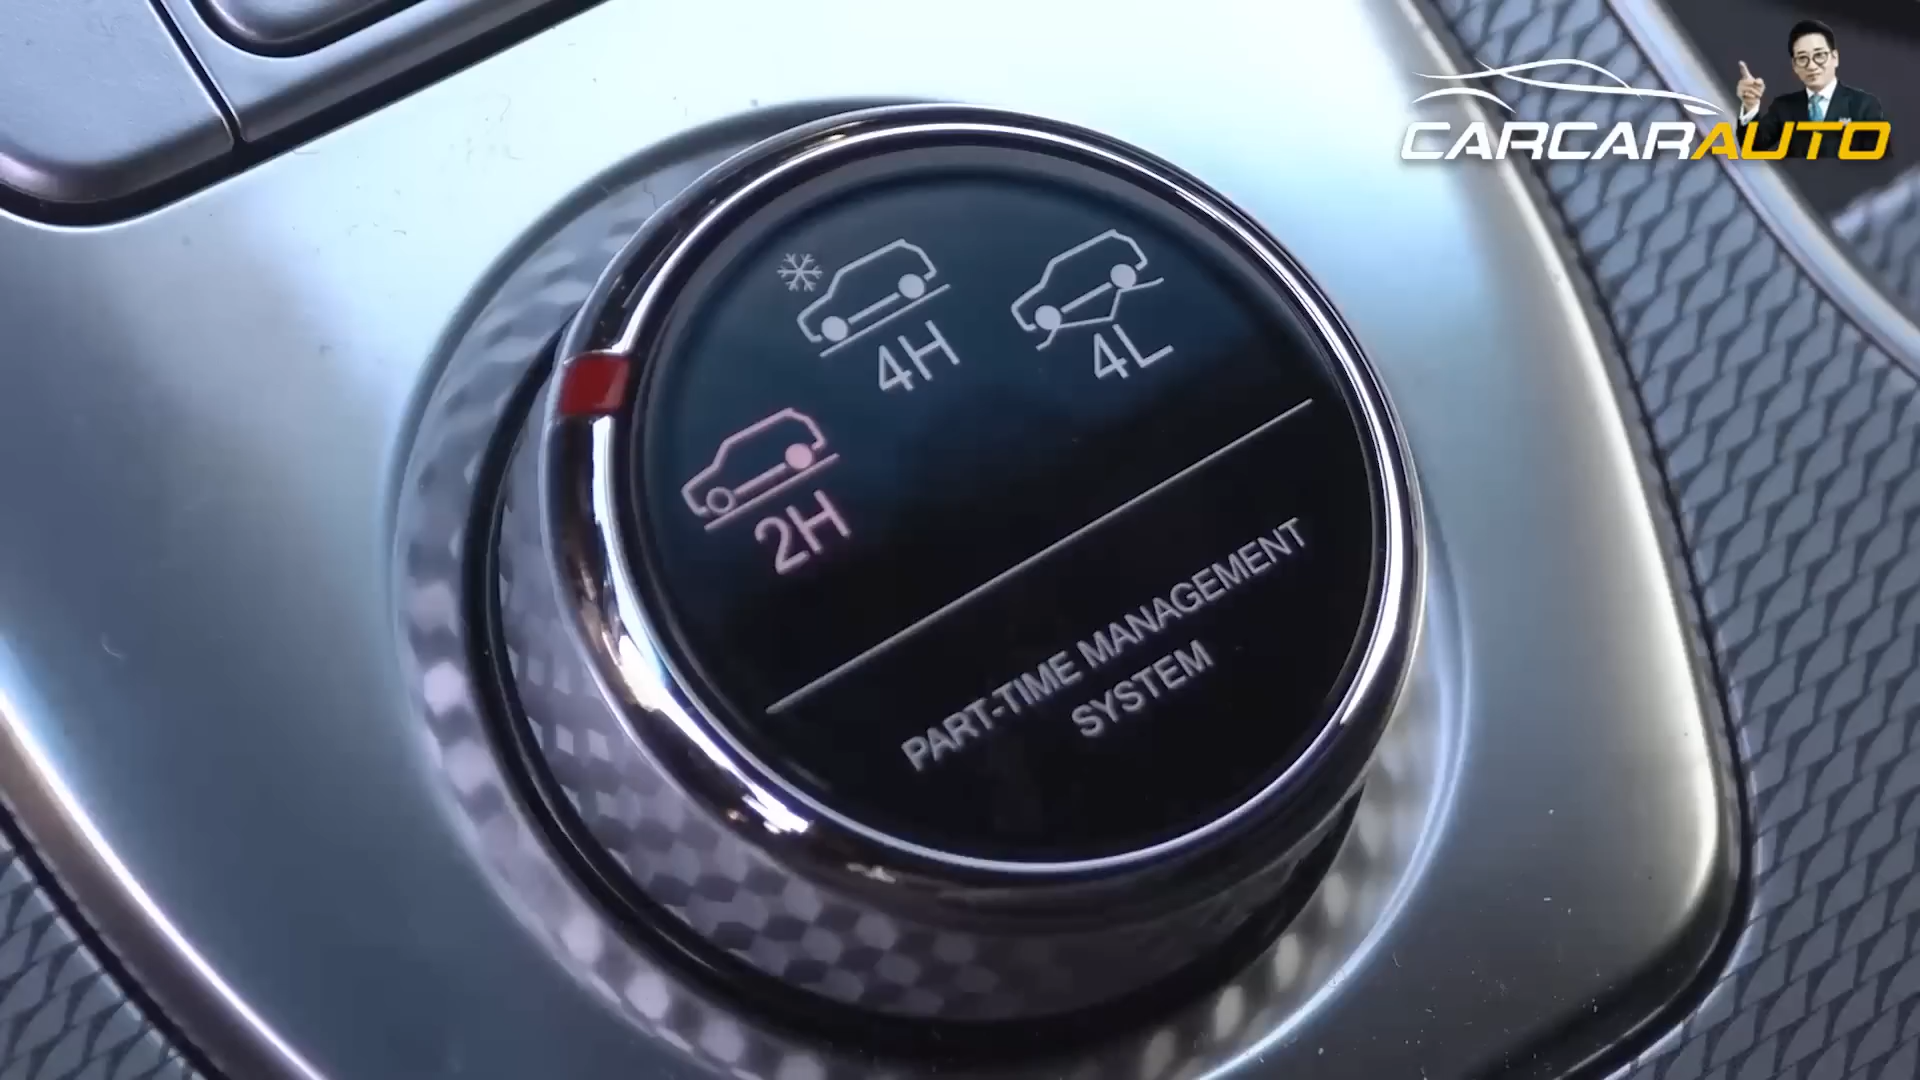 CARCARAUTO
4H
4L
2H
PART-TIME MANAGEMENT
SYSTEM